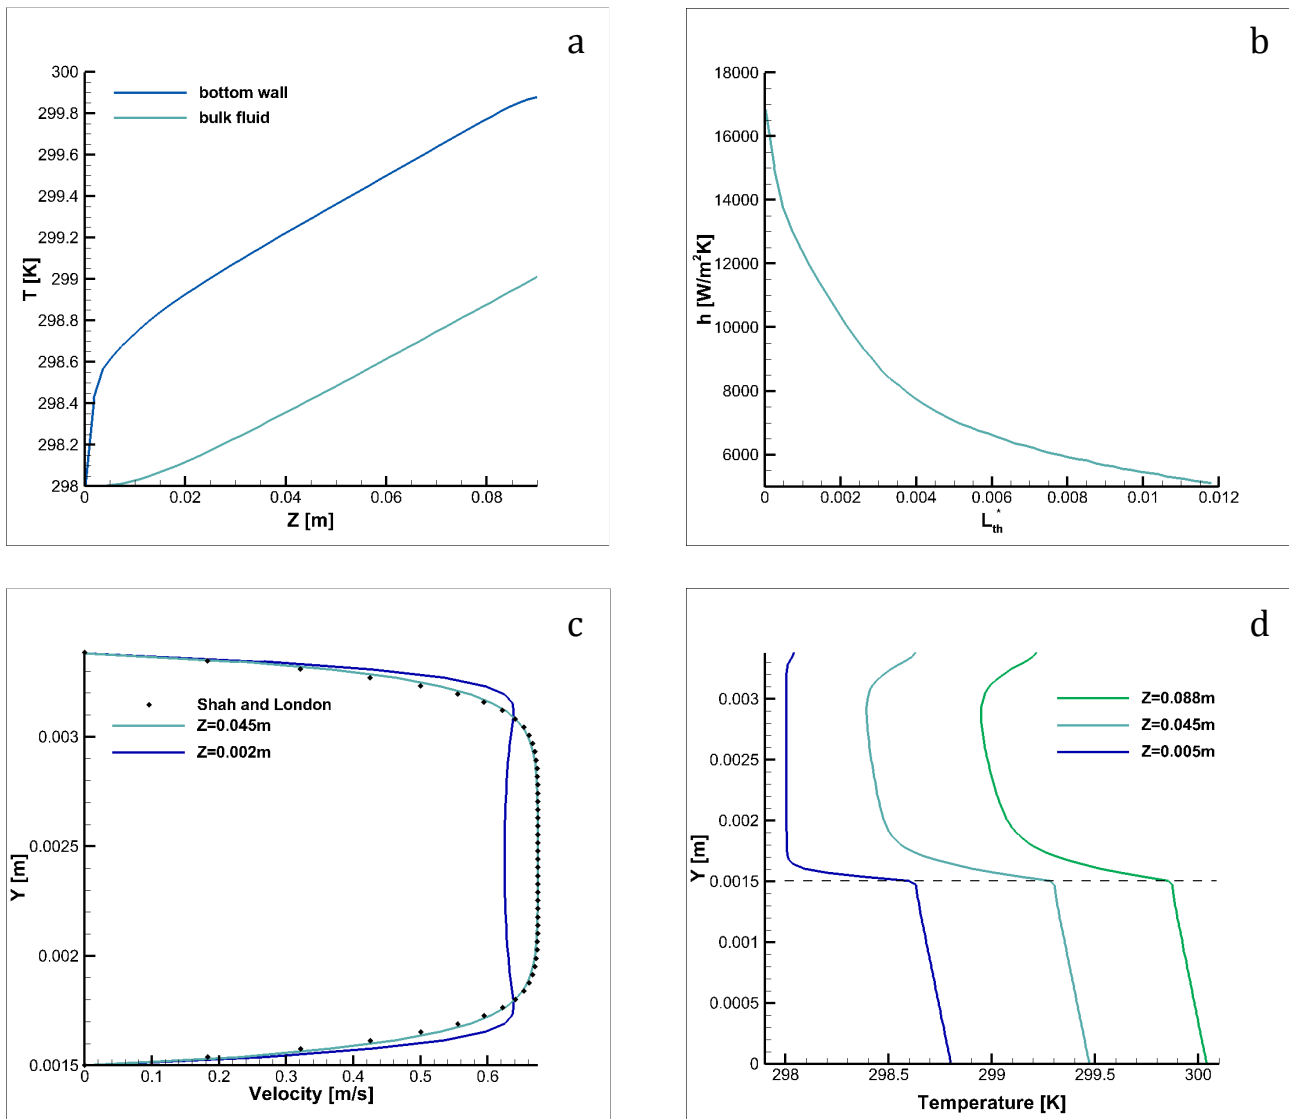 a
300
299.8
299.6
299.4
299.2
299
298.8
298.6
298.4
298.2
298
T [K]
bottom wall
bulk fluid
0
0.02
0.04
0.06
0.08
Z [m]
b
18000
16000
14000
12000
10000
8000
6000
h [W/m²K]
0
0.002
0.004
0.006
0.008
0.01
0.012
L*th
c
0.003
0.0025
0.002
0.0015
Y [m]
Shah and London
Z=0.045m
Z=0.002m
0
0.1
0.2
0.3
0.4
0.5
0.6
Velocity [m/s]
d
0.003
0.0025
0.002
0.0015
0.001
0.0005
0
Y [m]
Z=0.088m
Z=0.045m
Z=0.005m
298
298.5
299
299.5
300
Temperature [K]